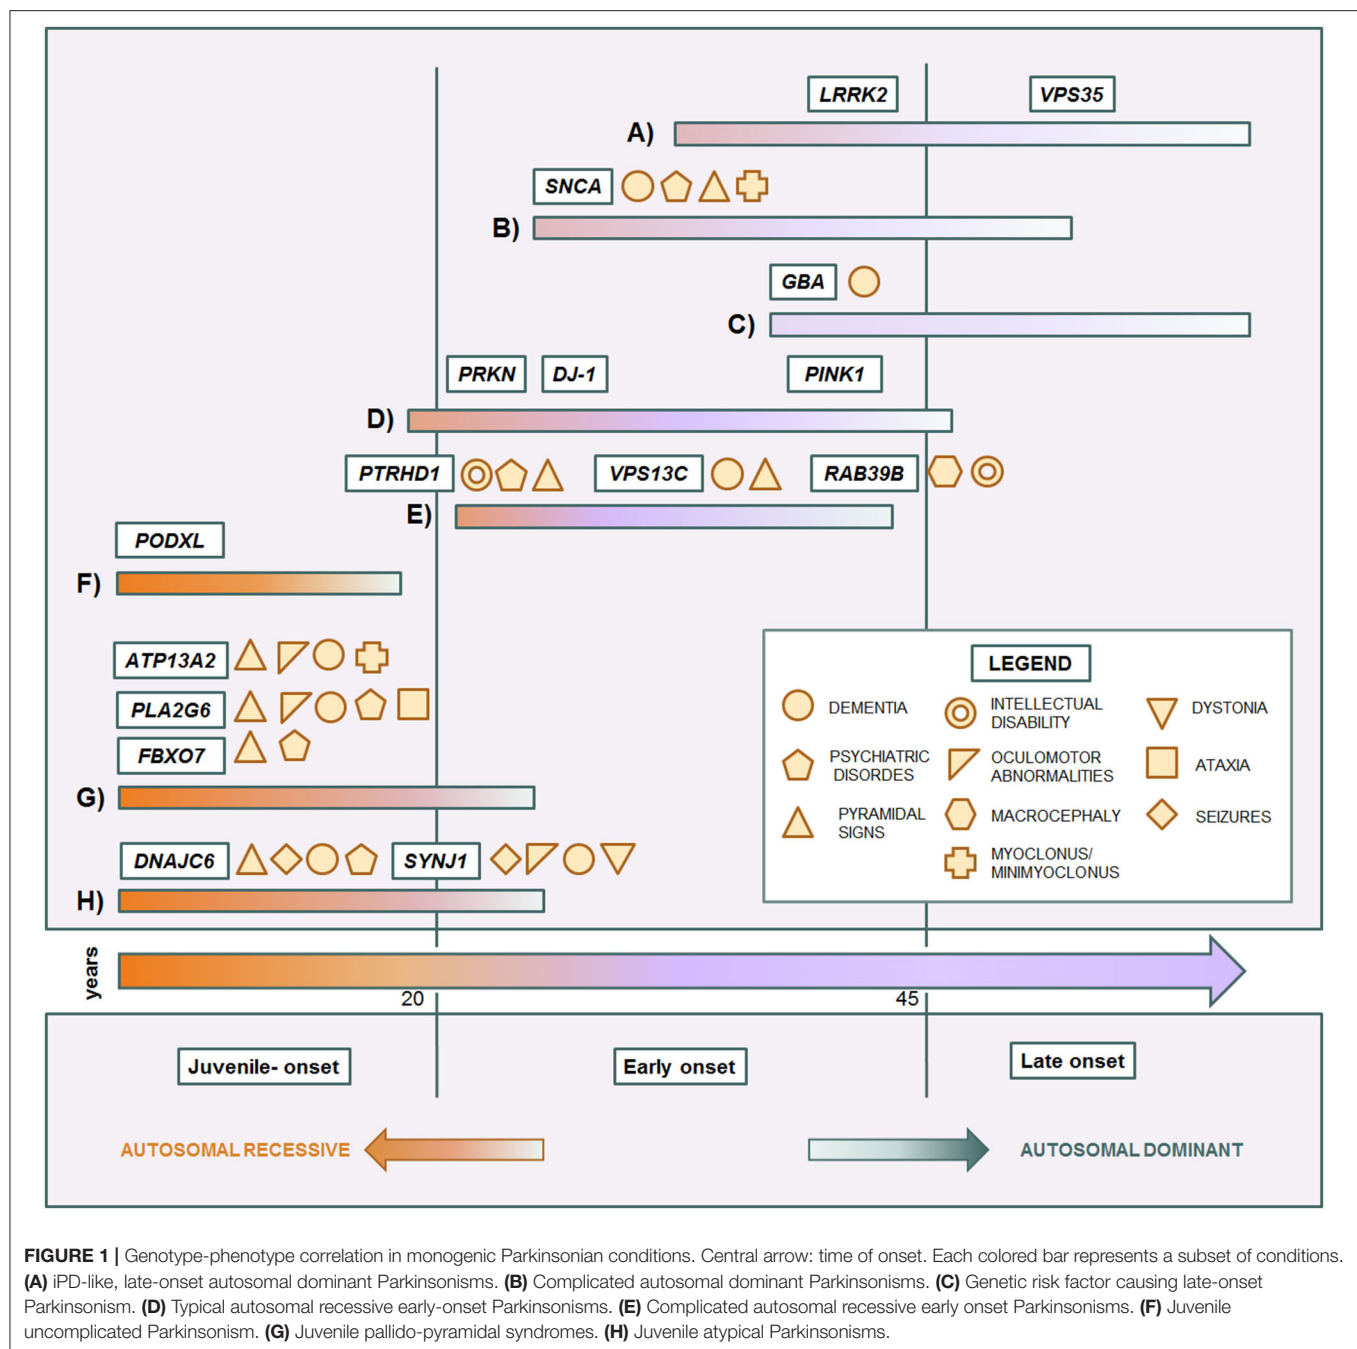 LRRK2 VPS35
A)
SNCA
B)
GBA
C)
PRKN DJ-1 PINK1
D)
PTRHD1 VPS13C RAB39B
E)
PODXL
F)
ATP13A2
PLA2G6
FBXO7
G)
DNAJC6 SYNJ1
H)
LEGEND
DEMENTIA
INTELLECTUAL
DISABILITY
DYSTONIA
PSYCHIATRIC
DISORDES
OCULOMOTOR
ABNORMALITIES
ATAXIA
PYRAMIDAL
SIGNS
MACROCEPHALY
SEIZURES
MYOCLONUS/
MINIMYOCLONUS
years
20 45
Juvenile- onset Early onset Late onset
AUTOSOMAL RECESSIVE AUTOSOMAL DOMINANT
FIGURE 1 | Genotype-phenotype correlation in monogenic Parkinsonian conditions. Central arrow: time of onset. Each colored bar represents a subset of conditions.
(A) iPD-like, late-onset autosomal dominant Parkinsonisms. (B) Complicated autosomal dominant Parkinsonisms. (C) Genetic risk factor causing late-onset
Parkinsonism. (D) Typical autosomal recessive early-onset Parkinsonisms. (E) Complicated autosomal recessive early onset Parkinsonisms. (F) Juvenile
uncomplicated Parkinsonism. (G) Juvenile pallido-pyramidal syndromes. (H) Juvenile atypical Parkinsonisms.